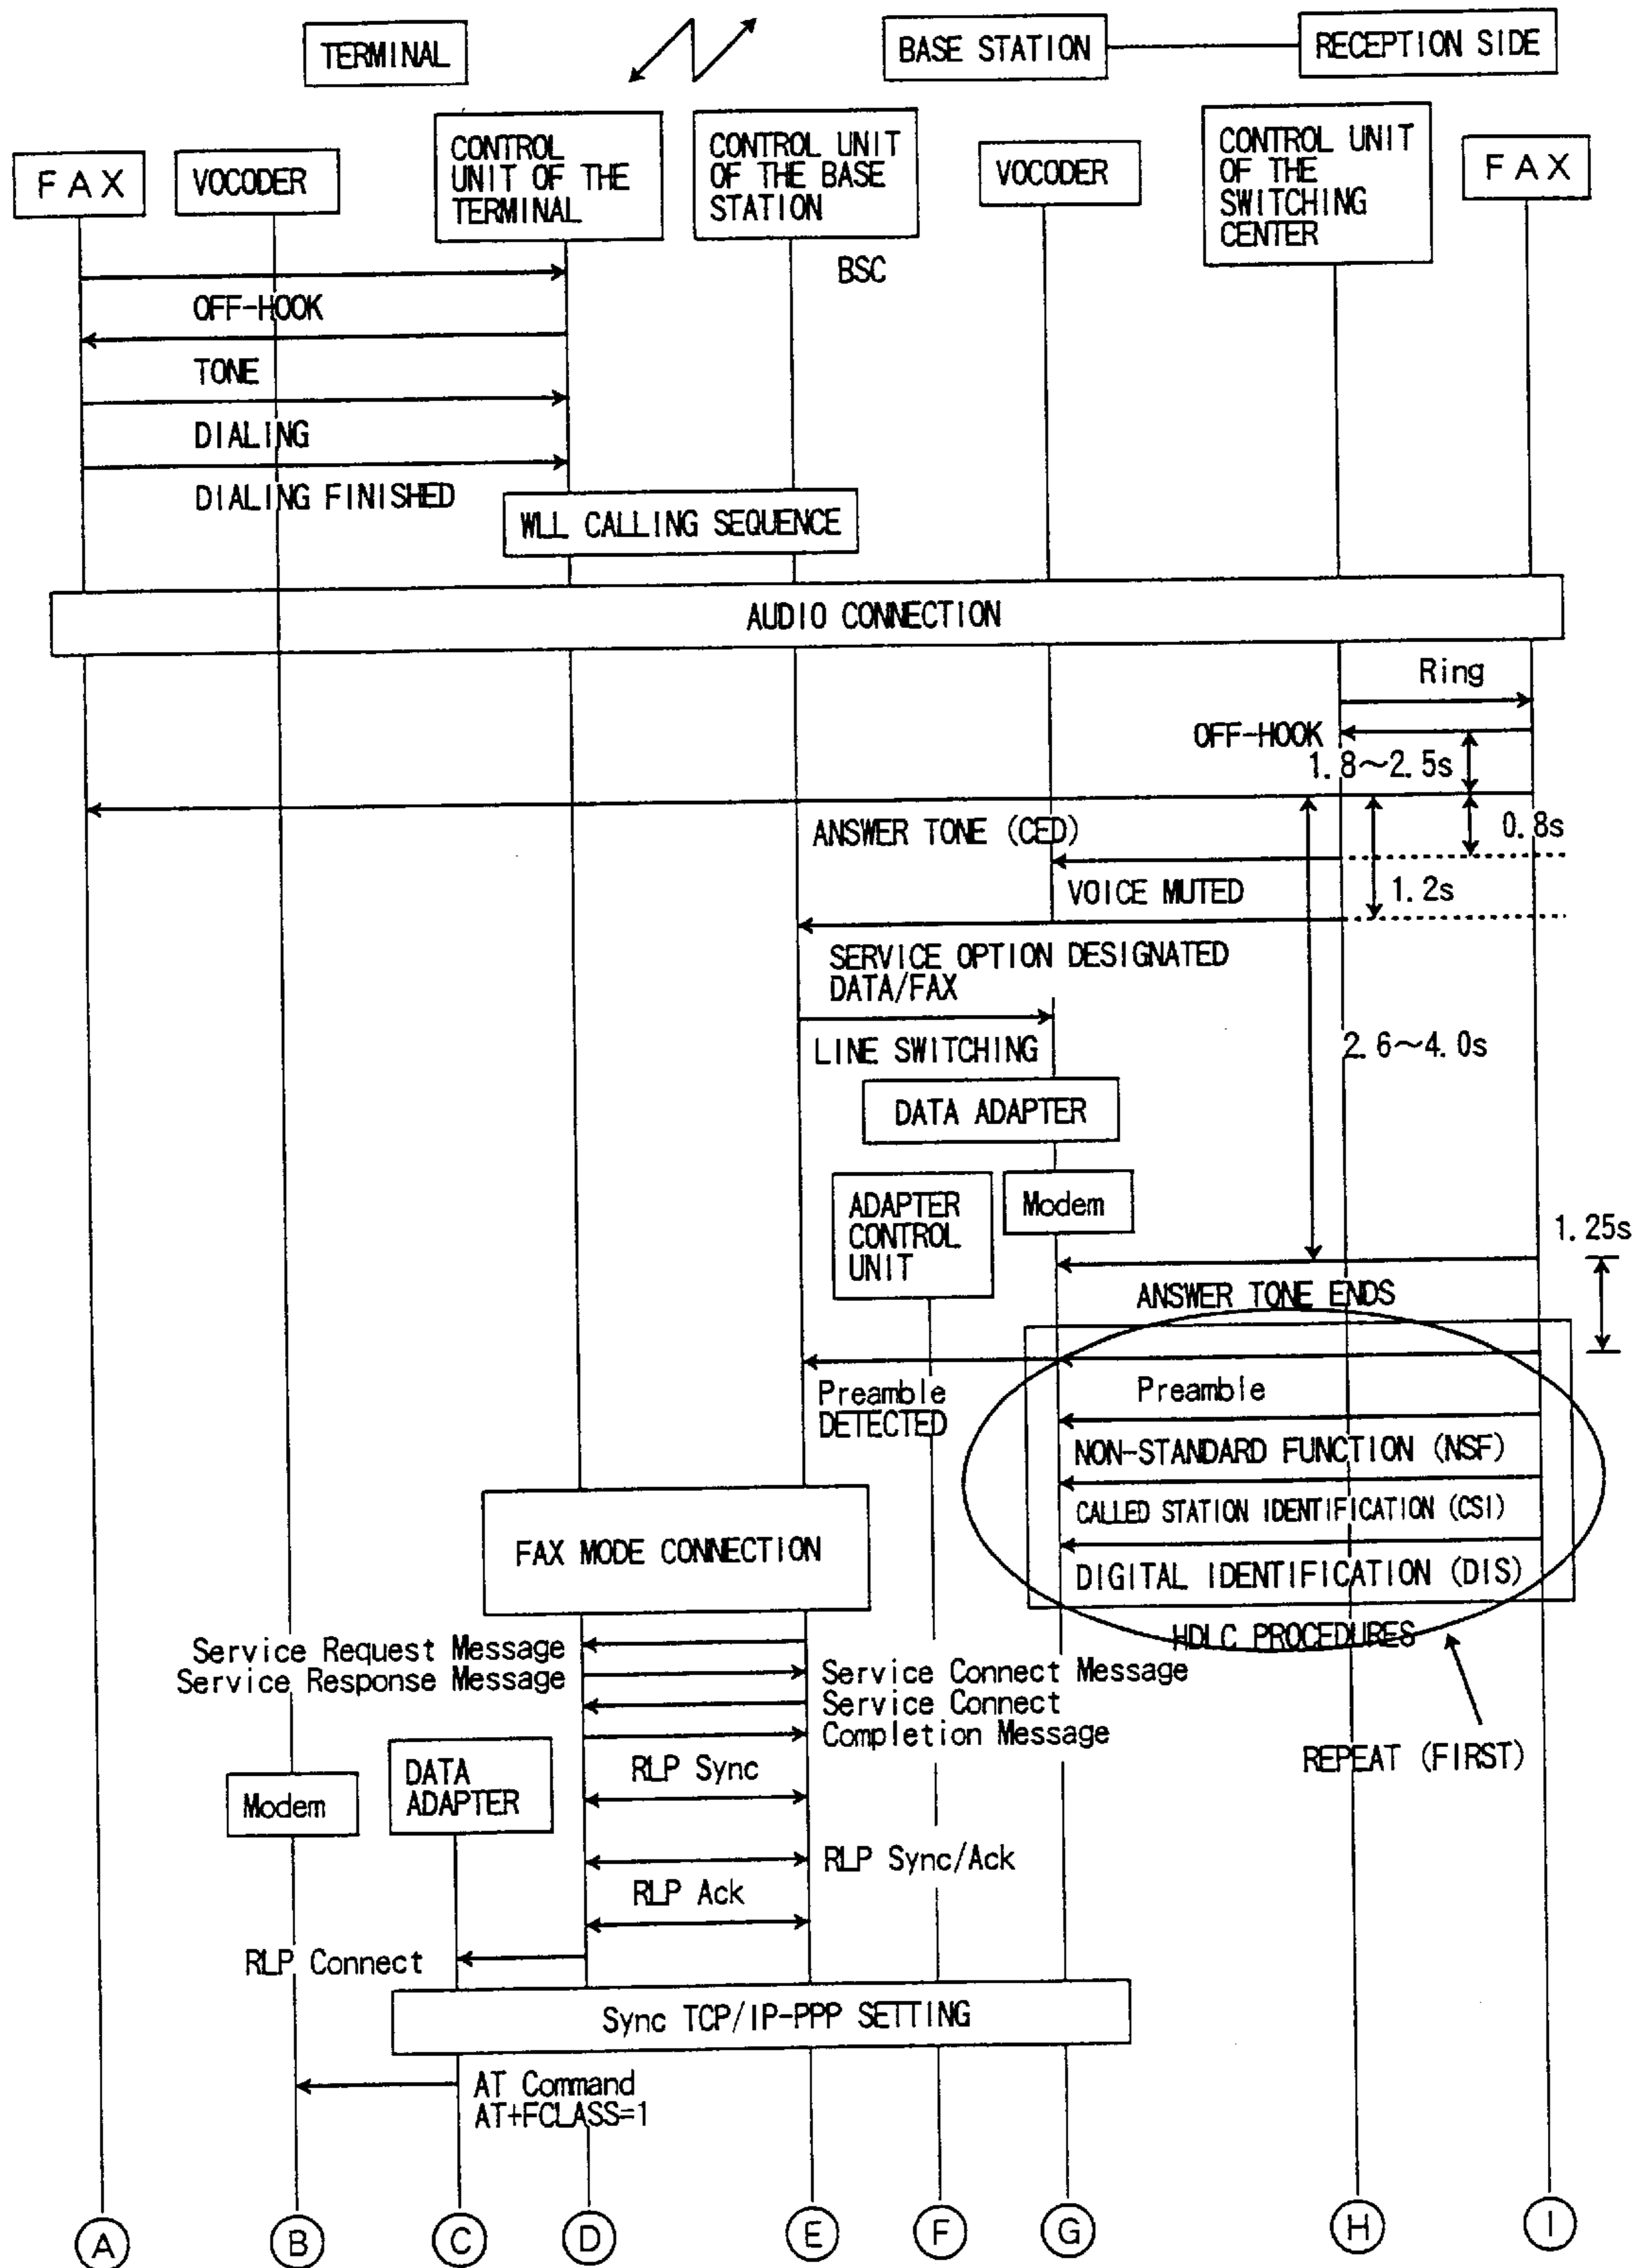 TERMINAL
BASE STATION
RECEPTION SIDE
FAX
VOCODER
CONTROL
UNIT OF THE
TERMINAL
CONTROL UNIT
OF THE BASE
STATION
VOCODER
CONTROL UNIT
OF THE
SWITCHING
CENTER
FAX
BSC
OFF-HOOK
TONE
DIALING
DIALING FINISHED
WLL CALLING SEQUENCE
AUDIO CONNECTION
Ring
OFF-HOOK
1.8～2.5s
ANSWER TONE (CED)
0.8s
VOICE MUTED
1.2s
SERVICE OPTION DESIGNATED
DATA/FAX
LINE SWITCHING
2.6～4.0s
DATA ADAPTER
ADAPTER
CONTROL
UNIT
Modem
1.25s
ANSWER TONE ENDS
Preamble
DETECTED
Preamble
NON-STANDARD FUNCTION (NSF)
CALLED STATION IDENTIFICATION (CSI)
FAX MODE CONNECTION
DIGITAL IDENTIFICATION (DIS)
HDLC PROCEDURES
Service Request Message
Service Response Message
Service Connect Message
Service Connect
Completion Message
REPEAT (FIRST)
RLP Sync
DATA
ADAPTER
Modem
RLP Sync/Ack
RLP Ack
RLP Connect
Sync TCP/IP-PPP SETTING
AT Command
AT+FCLASS=1
A
B
C
D
E
F
G
H
I